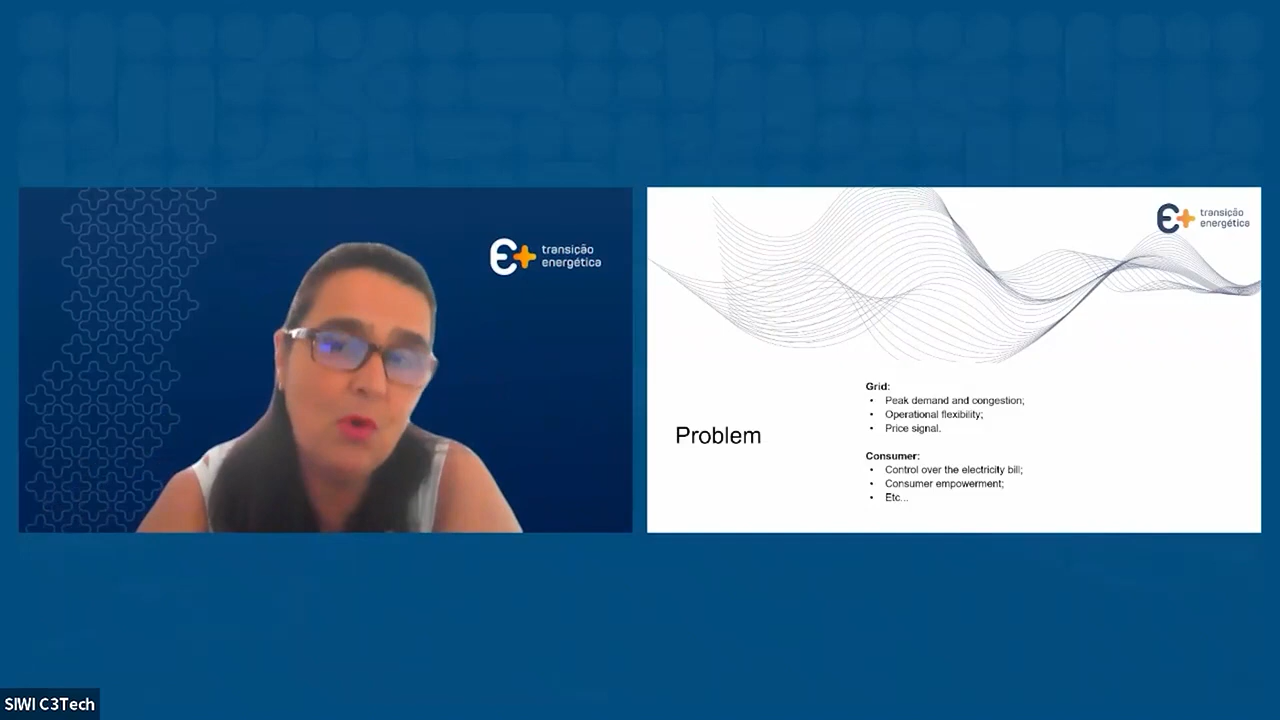 transição
energética
transição
energética
Problem
Grid:
• Peak demand and congestion;
• Operational flexibility;
• Price signal.
Consumer:
• Control over the electricity bill;
• Consumer empowerment;
• Etc...
SIWI C3Tech